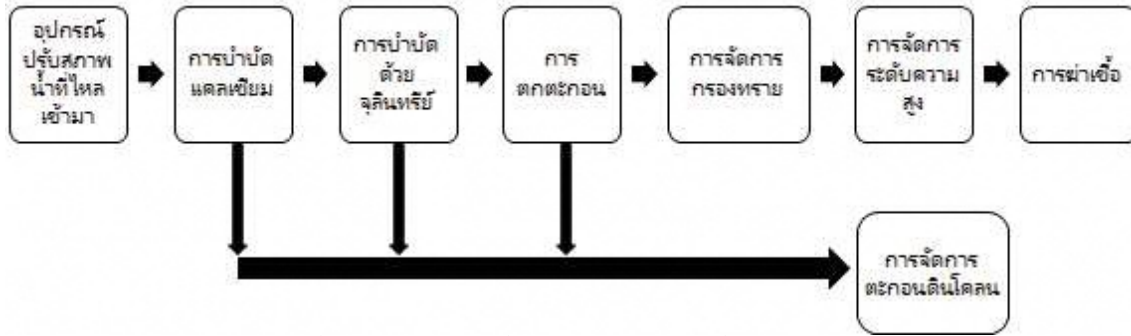 อุปกรณ์
ปรับสภาพ
น้ำที่ไหล
เข้ามา
การบำบัด
แคลเซียม
การบำบัด
ด้วย
จุลินทรีย์
การ
ตกตะกอน
การจัดการ
กรองทราย
การจัดการ
ระดับความ
สูง
การฆ่าเชื้อ
การจัดการ
ตะกอนดินโคลน